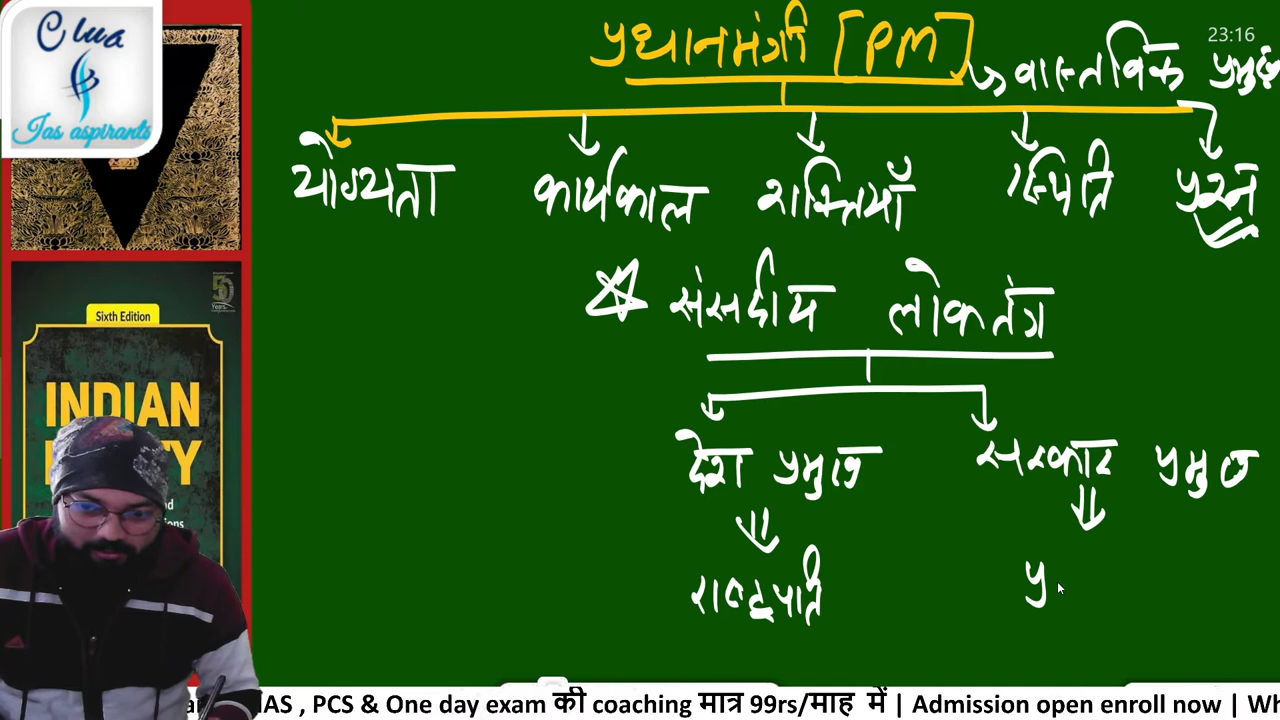 Clua
Ias aspirants
प्रधानमंत्री [PM]
23:16
वास्तविक प्रमुख
योग्यता कार्यकाल शक्तियाँ स्थिति प्रश्न
संसदीय लोकतंत्र
Sixth Edition
INDIAN
देश प्रमुख सरकार प्रमुख
राष्ट्रपति प्र
IAS , PCS & One day exam की coaching मात्र 99rs/माह में | Admission open enroll now | Wh